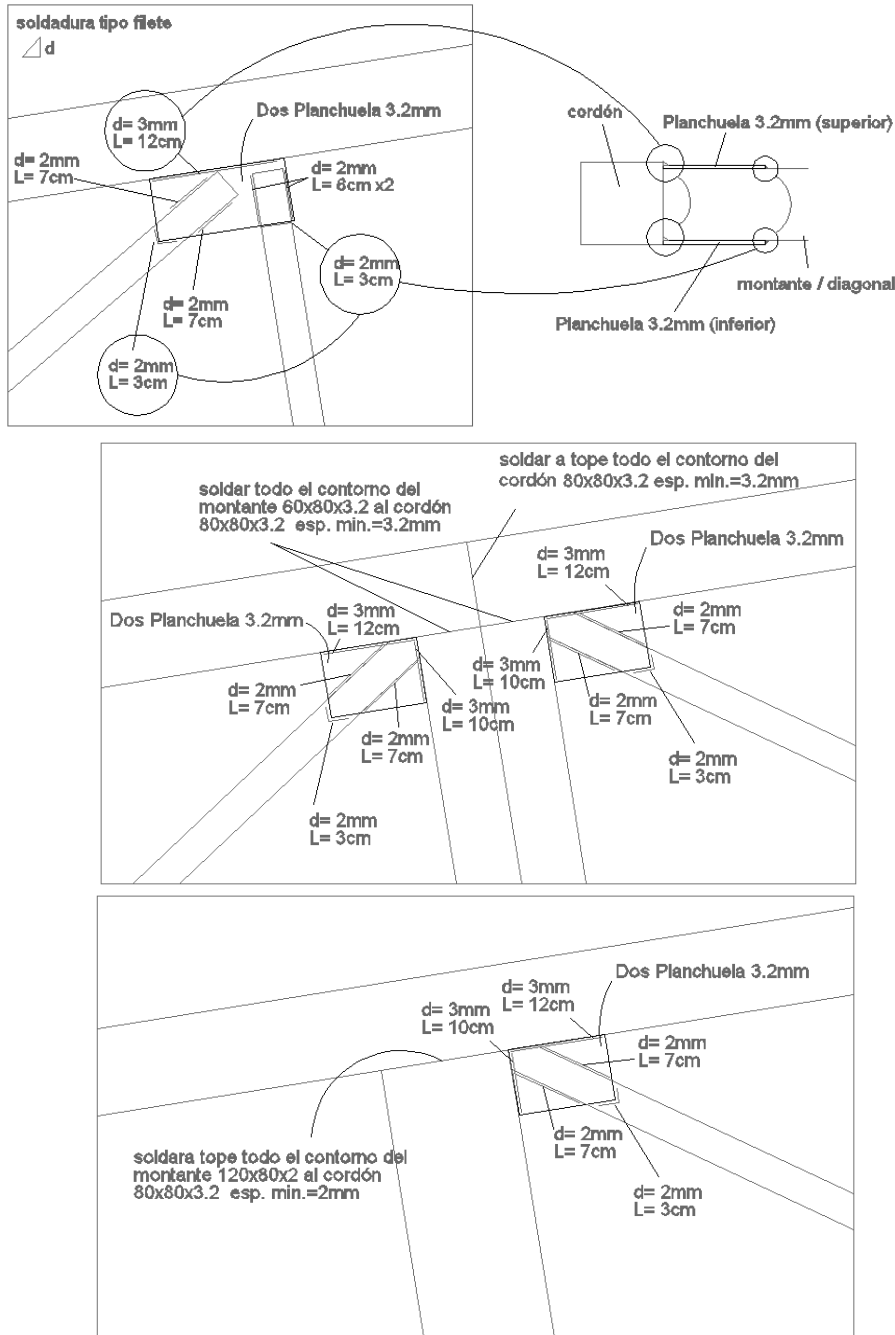 soldadura tipo filete
d
d= 3mm
L= 12cm
Dos Planchuela 3.2mm
d= 2mm
L= 7cm
d= 2mm
L= 6cm x2
d= 2mm
L= 3cm
d= 2mm
L= 7cm
d= 2mm
L= 3cm
cordón
Planchuela 3.2mm (superior)
montante / diagonal
Planchuela 3.2mm (inferior)
soldar todo el contorno del
montante 60x80x3.2 al cordón
80x80x3.2 esp. min.=3.2mm
soldar a tope todo el contorno del
cordón 80x80x3.2 esp. min.=3.2mm
d= 3mm
L= 12cm
Dos Planchuela 3.2mm
Dos Planchuela 3.2mm
d= 3mm
L= 12cm
d= 2mm
L= 7cm
d= 3mm
L= 10cm
d= 2mm
L= 7cm
d= 2mm
L= 7cm
d= 3mm
L= 10cm
d= 2mm
L= 7cm
d= 2mm
L= 3cm
d= 2mm
L= 3cm
Dos Planchuela 3.2mm
d= 3mm
L= 12cm
d= 3mm
L= 10cm
d= 2mm
L= 7cm
d= 2mm
L= 7cm
soldara tope todo el contorno del
montante 120x80x2 al cordón
80x80x3.2 esp. min.=2mm
d= 2mm
L= 3cm